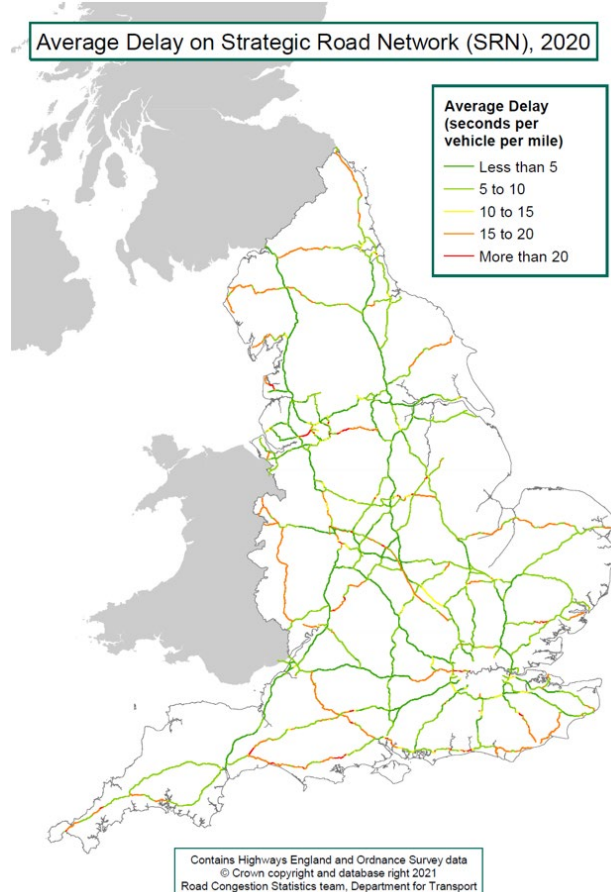 Average Delay on Strategic Road Network (SRN), 2020
Average Delay
(seconds per
vehicle per mile)
Less than 5
5 to 10
10 to 15
15 to 20
More than 20
Contains Highways England and Ordnance Survey data
© Crown copyright and database right 2021
Road Congestion Statistics team, Department for Transport